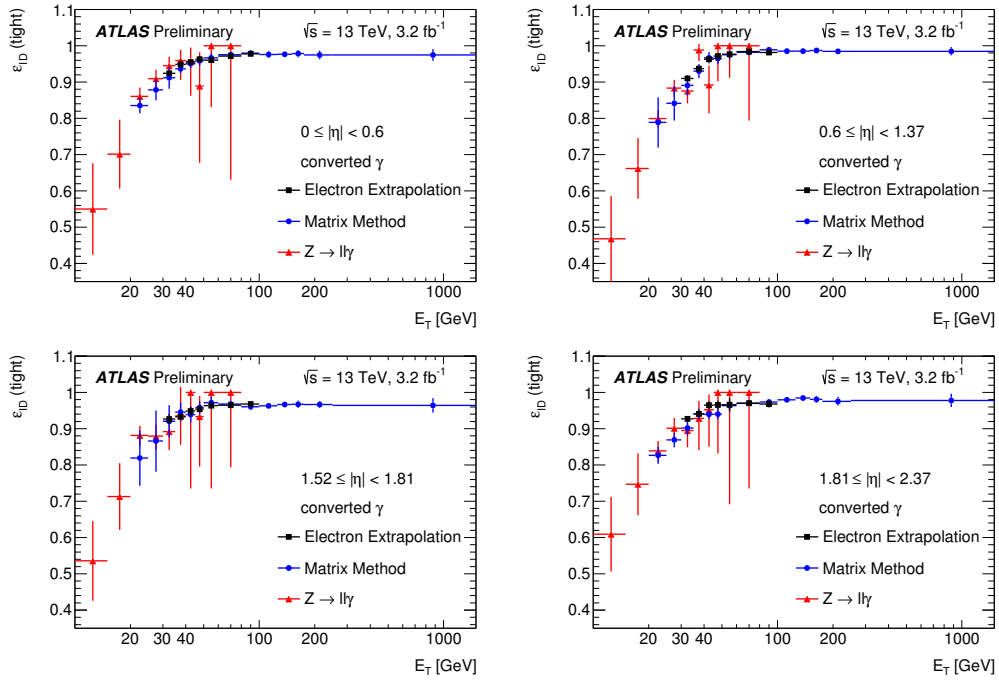 ATLAS Preliminary √s = 13 TeV, 3.2 fb⁻¹
ε_ID (tight)
1.1
1
0.9
0.8
0.7
0.6
0.5
0.4
0 ≤ |η| < 0.6
converted γ
Electron Extrapolation
Matrix Method
Z → llγ
20 30 40 100 200 1000
E_T [GeV]
ATLAS Preliminary √s = 13 TeV, 3.2 fb⁻¹
ε_ID (tight)
1.1
1
0.9
0.8
0.7
0.6
0.5
0.4
0.6 ≤ |η| < 1.37
converted γ
Electron Extrapolation
Matrix Method
Z → llγ
20 30 40 100 200 1000
E_T [GeV]
ATLAS Preliminary √s = 13 TeV, 3.2 fb⁻¹
ε_ID (tight)
1.1
1
0.9
0.8
0.7
0.6
0.5
0.4
1.52 ≤ |η| < 1.81
converted γ
Electron Extrapolation
Matrix Method
Z → llγ
20 30 40 100 200 1000
E_T [GeV]
ATLAS Preliminary √s = 13 TeV, 3.2 fb⁻¹
ε_ID (tight)
1.1
1
0.9
0.8
0.7
0.6
0.5
0.4
1.81 ≤ |η| < 2.37
converted γ
Electron Extrapolation
Matrix Method
Z → llγ
20 30 40 100 200 1000
E_T [GeV]